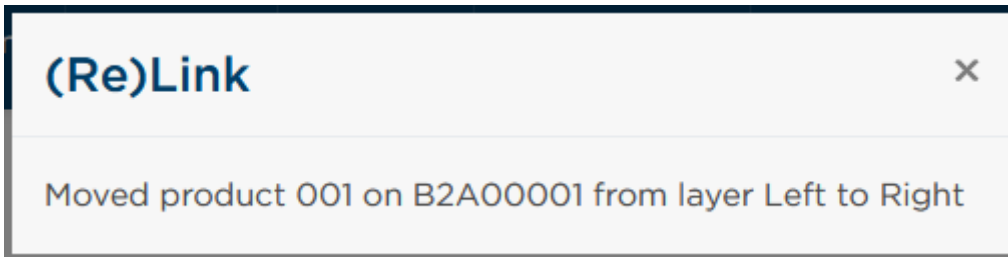 (Re)Link ×
Moved product 001 on B2A00001 from layer Left to Right